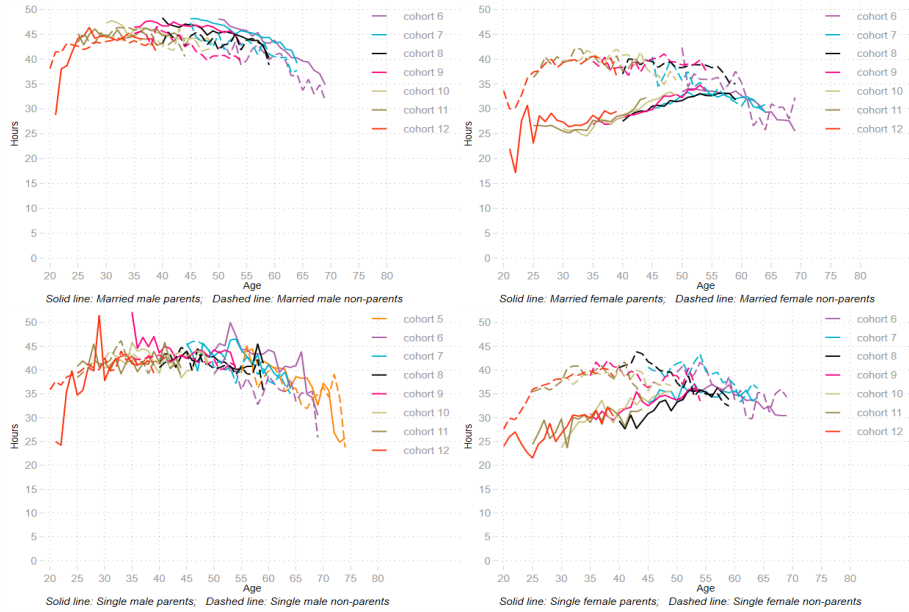 50
45
40
35
30
25
20
15
10
5
0
Hours
20 25 30 35 40 45 50 55 60 65 70 75 80
Age
cohort 6
cohort 7
cohort 8
cohort 9
cohort 10
cohort 11
cohort 12
Solid line: Married male parents; Dashed line: Married male non-parents
50
45
40
35
30
25
20
15
10
5
0
Hours
20 25 30 35 40 45 50 55 60 65 70 75 80
Age
cohort 6
cohort 7
cohort 8
cohort 9
cohort 10
cohort 11
cohort 12
Solid line: Married female parents; Dashed line: Married female non-parents
50
45
40
35
30
25
20
15
10
5
0
Hours
20 25 30 35 40 45 50 55 60 65 70 75 80
Age
cohort 5
cohort 6
cohort 7
cohort 8
cohort 9
cohort 10
cohort 11
cohort 12
Solid line: Single male parents; Dashed line: Single male non-parents
50
45
40
35
30
25
20
15
10
5
0
Hours
20 25 30 35 40 45 50 55 60 65 70 75 80
Age
cohort 6
cohort 7
cohort 8
cohort 9
cohort 10
cohort 11
cohort 12
Solid line: Single female parents; Dashed line: Single female non-parents